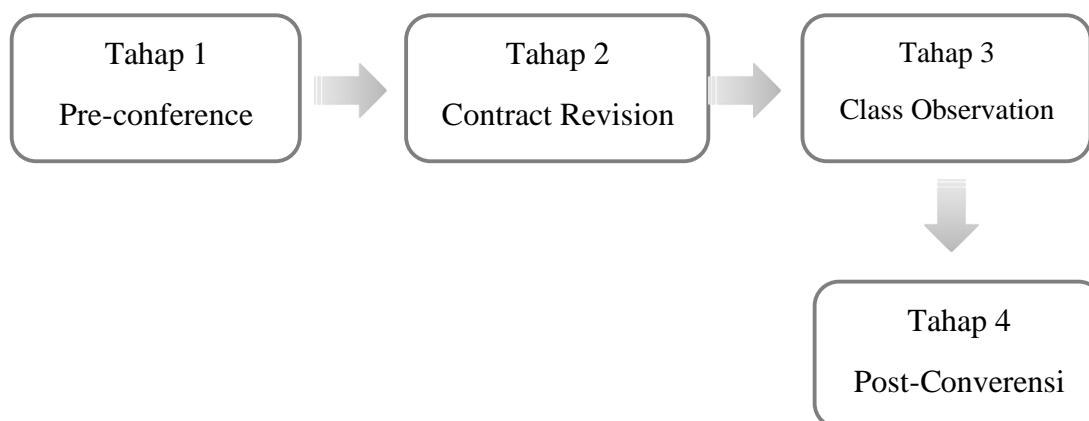 Tahap 1
Pre-conference
Tahap 2
Contract Revision
Tahap 3
Class Observation
Tahap 4
Post-Converensi